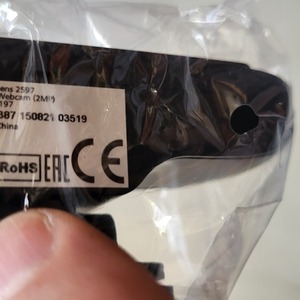 ens 2597
Webcam (2MP)
197
387 150821 03519
China
RoHS EAC CE